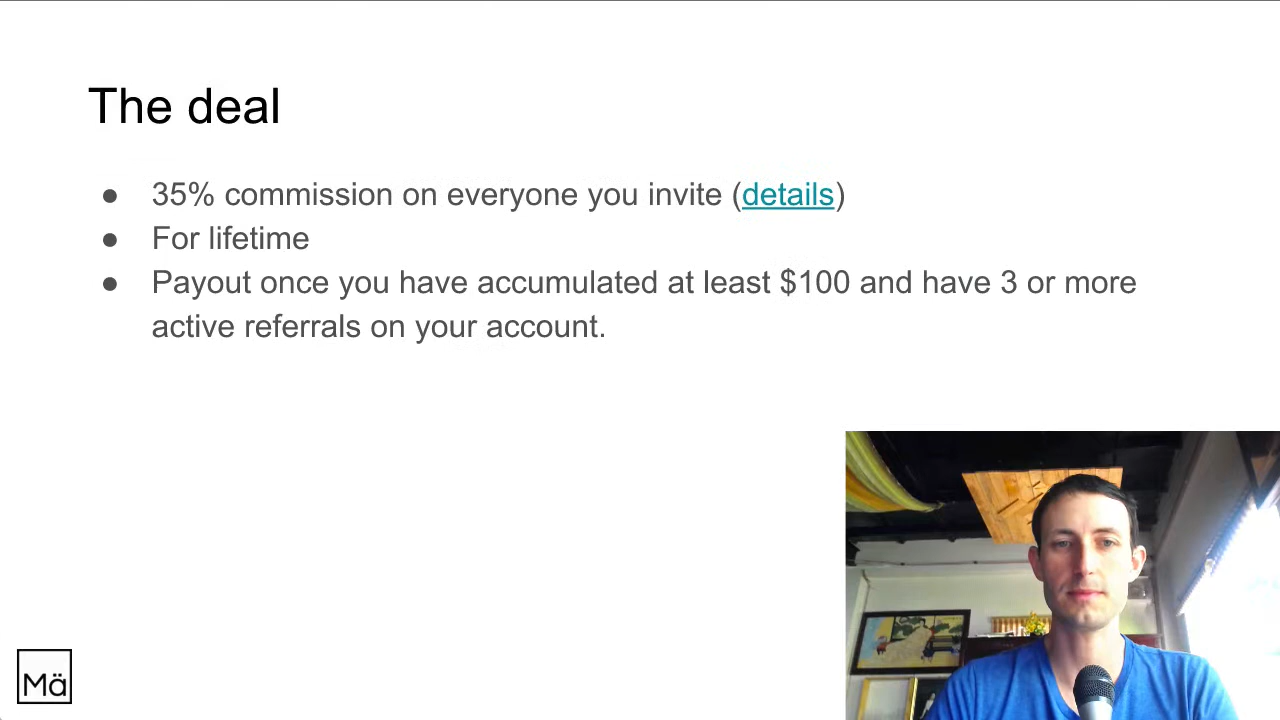 The deal
● 35% commission on everyone you invite (details)
● For lifetime
● Payout once you have accumulated at least $100 and have 3 or more
active referrals on your account.
Mä